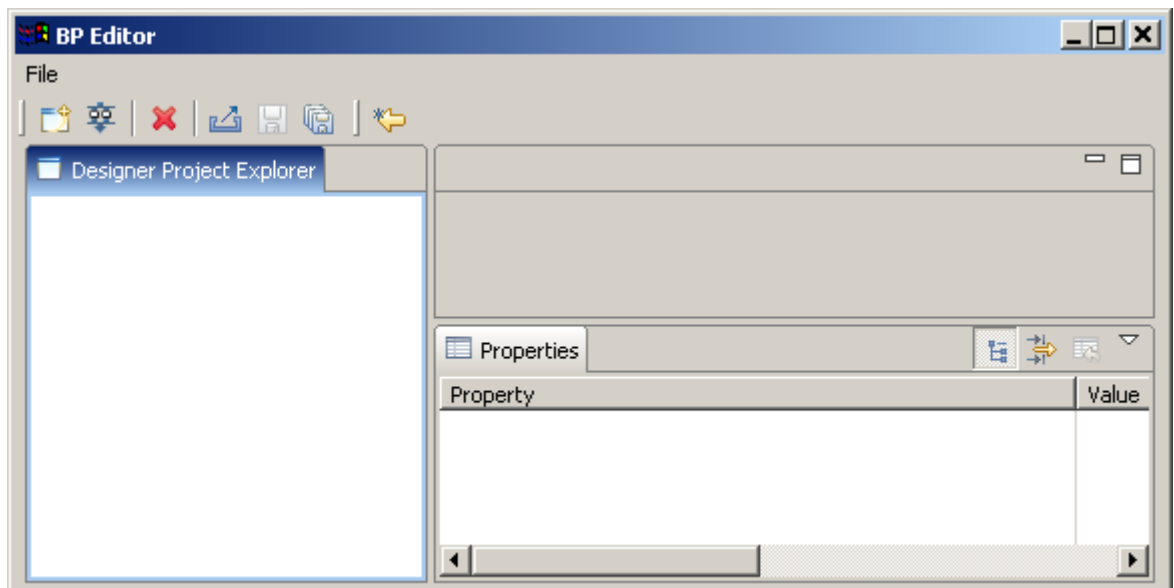 BP Editor
File
Designer Project Explorer
Properties
Property Value